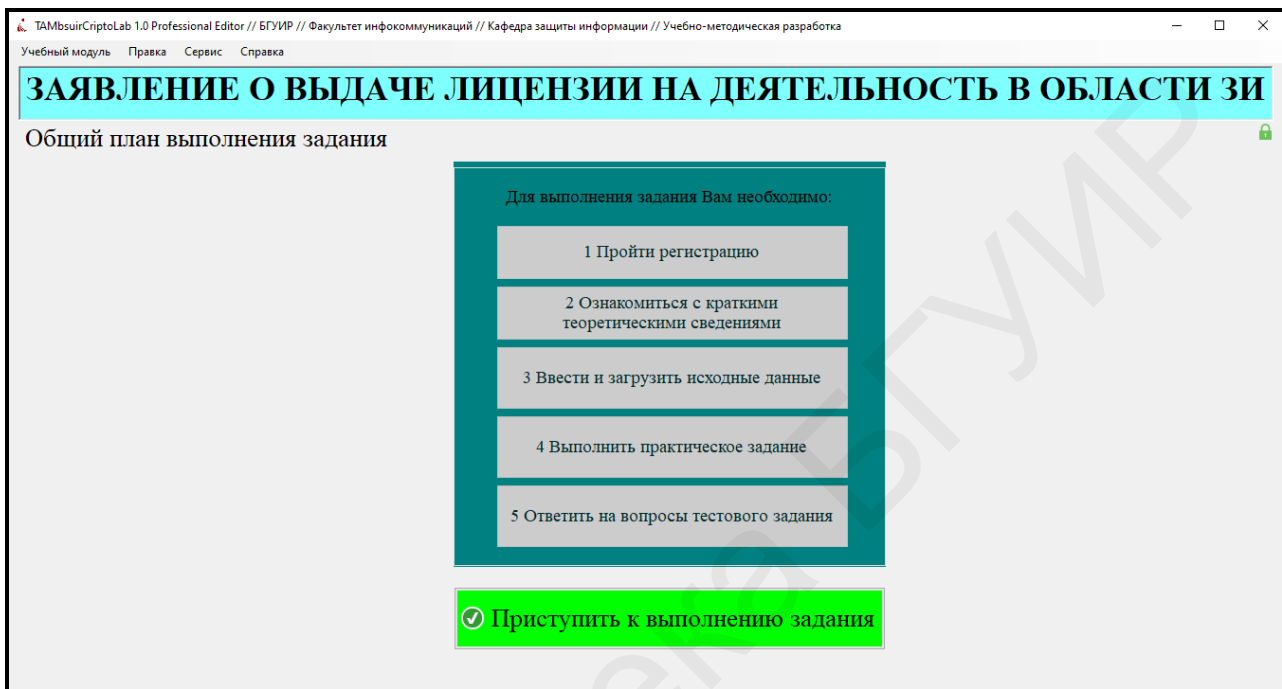 TAMbsuirCriptoLab 1.0 Professional Editor // БГУИР // Факультет инфокоммуникаций // Кафедра защиты информации // Учебно-методическая разработка
Учебный модуль Правка Сервис Справка
ЗАЯВЛЕНИЕ О ВЫДАЧЕ ЛИЦЕНЗИИ НА ДЕЯТЕЛЬНОСТЬ В ОБЛАСТИ ЗИ
Общий план выполнения задания
Для выполнения задания Вам необходимо:
1 Пройти регистрацию
2 Ознакомиться с краткими
теоретическими сведениями
3 Ввести и загрузить исходные данные
4 Выполнить практическое задание
5 Ответить на вопросы тестового задания
Приступить к выполнению задания
ека БГУИР